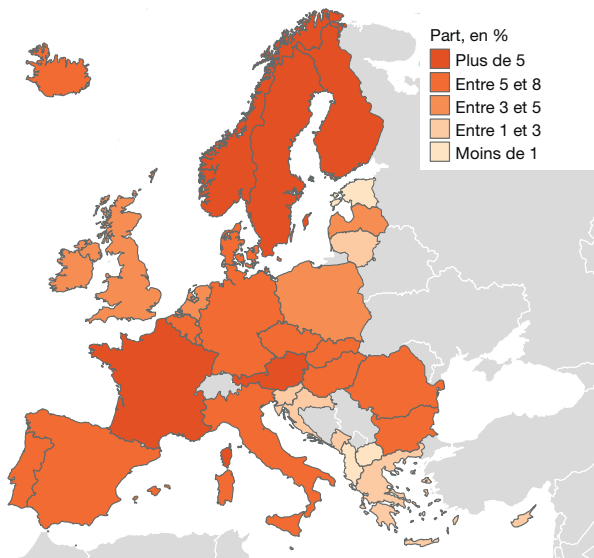 Part, en %
Plus de 5
Entre 5 et 8
Entre 3 et 5
Entre 1 et 3
Moins de 1